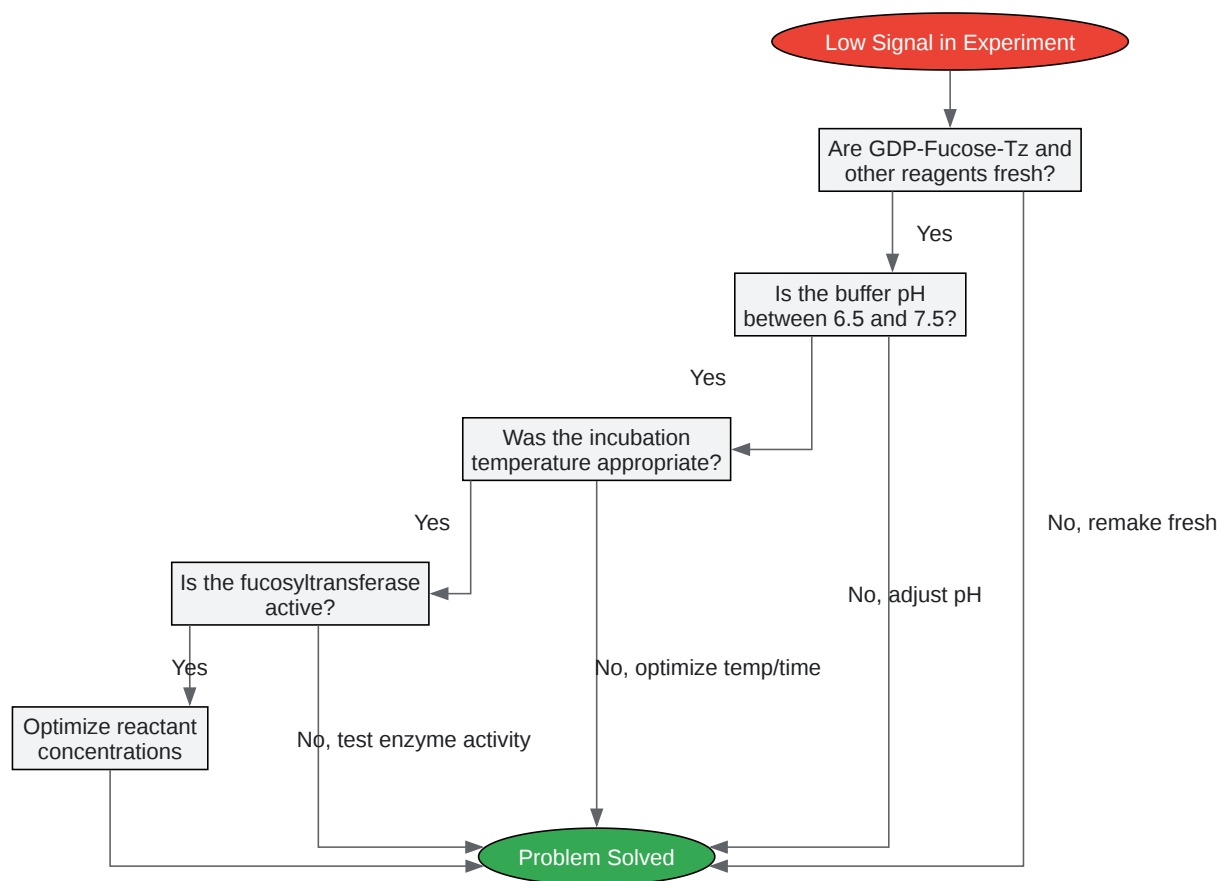 Low Signal in Experiment
Are GDP-Fucose-Tz and
other reagents fresh?
Yes
Is the buffer pH
between 6.5 and 7.5?
Yes
Was the incubation
temperature appropriate?
Yes
No, remake fresh
Is the fucosyltransferase
active?
No, adjust pH
Yes
No, optimize temp/time
Optimize reactant
concentrations
No, test enzyme activity
Problem Solved